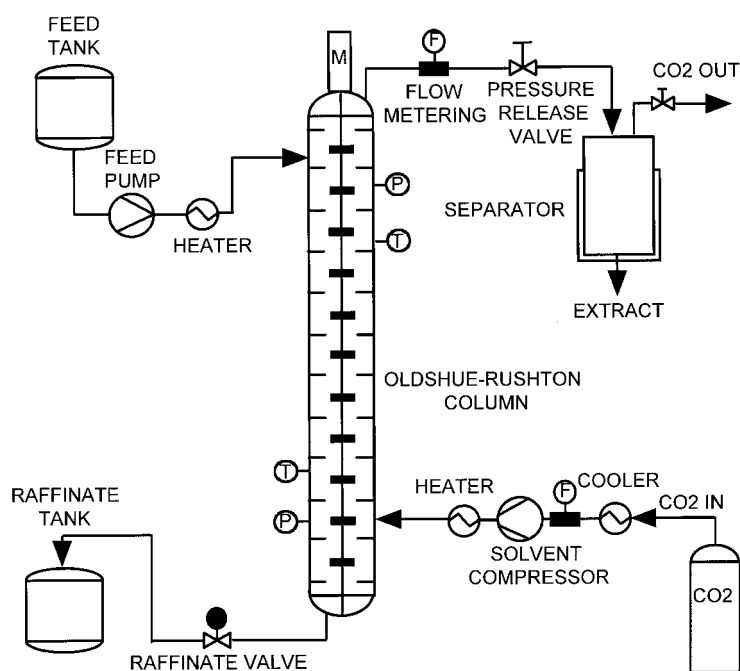 FEED
TANK
M
F
FLOW
METERING
PRESSURE
RELEASE
VALVE
CO2 OUT
FEED
PUMP
HEATER
P
T
SEPARATOR
EXTRACT
OLDSHUE-RUSHTON
COLUMN
T
P
HEATER
F
COOLER
CO2 IN
SOLVENT
COMPRESSOR
CO2
RAFFINATE
TANK
RAFFINATE VALVE